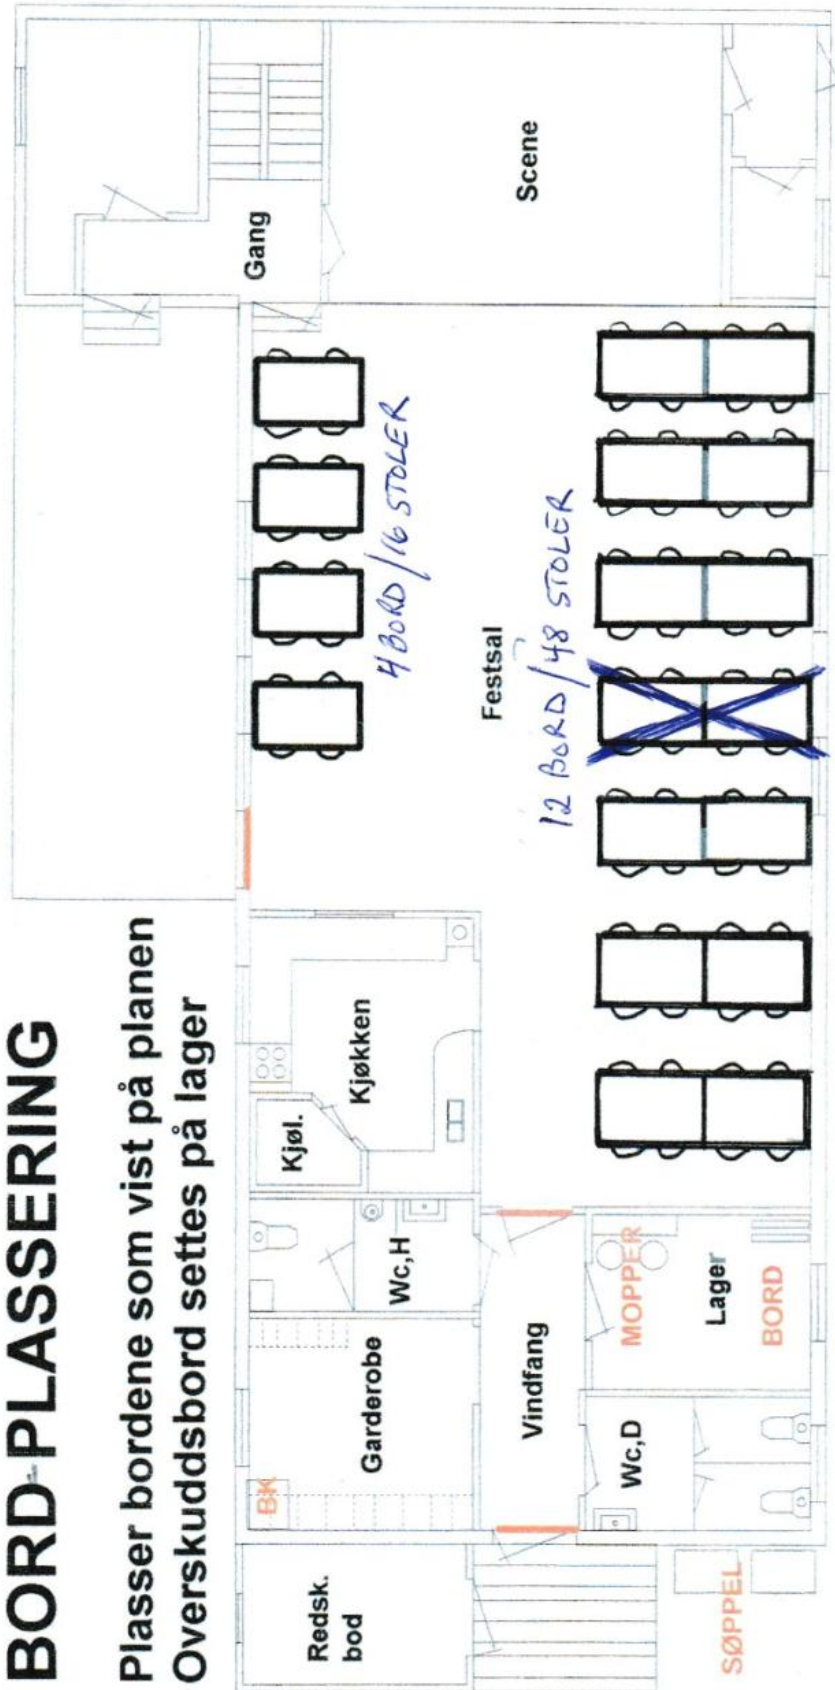 BORD-PLASSERING
Plasser bordene som vist på planen
Overskuddsbord settes på lager
Gang
Scene
4 BORD/16 STOLER
Festsal
12 BORD/48 STOLER
Kjøl.
Kjøkken
Wc,H
Garderobe
BK
Vindfang
MOPPER
Lager
BORD
Wc,D
Redsk.
bod
SØPPEL